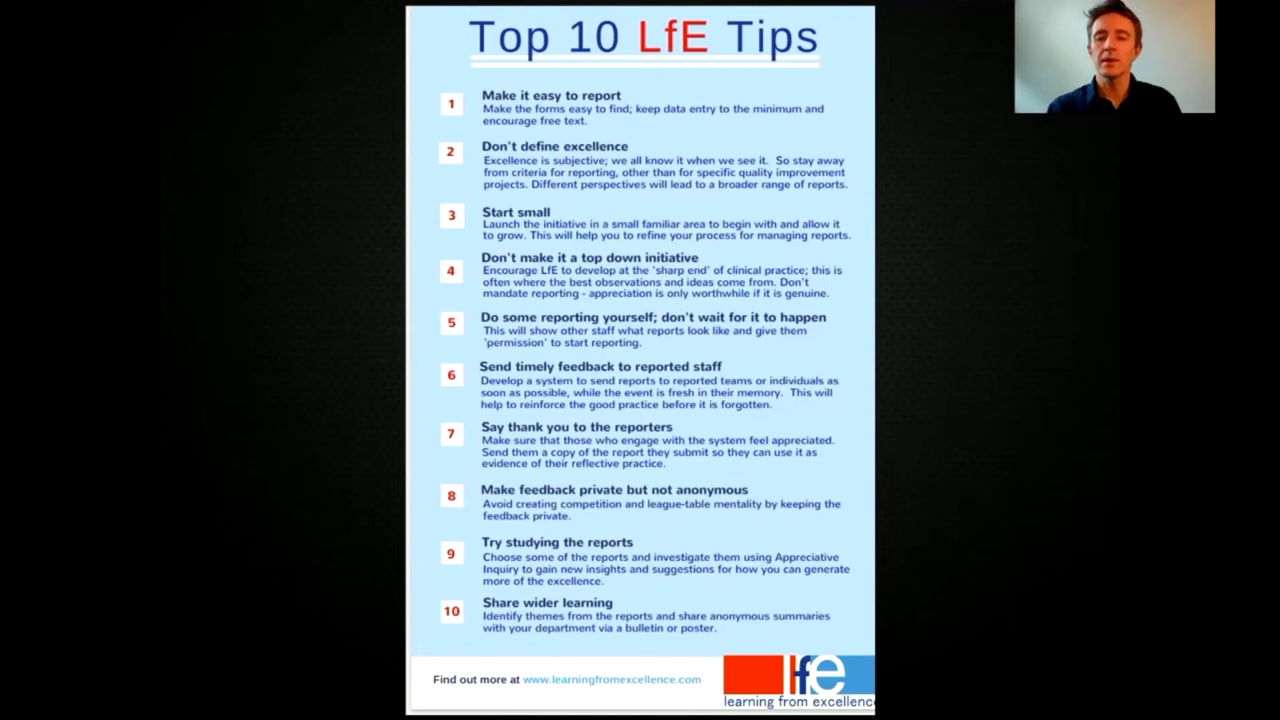 Top 10 LfE Tips
1
Make it easy to report
Make the forms easy to find; keep data entry to the minimum and
encourage free text.
2
Don't define excellence
Excellence is subjective; we all know it when we see it. So stay away
from criteria for reporting, other than for specific quality improvement
projects. Different perspectives will lead to a broader range of reports.
3
Start small
Launch the initiative in a small familiar area to begin with and allow it
to grow. This will help you to refine your process for managing reports.
4
Don't make it a top down initiative
Encourage LfE to develop at the 'sharp end' of clinical practice; this is
often where the best observations and ideas come from. Don't
mandate reporting - appreciation is only worthwhile if it is genuine.
5
Do some reporting yourself; don't wait for it to happen
This will show other staff what reports look like and give them
'permission' to start reporting.
6
Send timely feedback to reported staff
Develop a system to send reports to reported teams or individuals as
soon as possible, while the event is fresh in their memory. This will
help to reinforce the good practice before it is forgotten.
7
Say thank you to the reporters
Make sure that those who engage with the system feel appreciated.
Send them a copy of the report they submit so they can use it as
evidence of their reflective practice.
8
Make feedback private but not anonymous
Avoid creating competition and league-table mentality by keeping the
feedback private.
9
Try studying the reports
Choose some of the reports and investigate them using Appreciative
Inquiry to gain new insights and suggestions for how you can generate
more of the excellence.
10
Share wider learning
Identify themes from the reports and share anonymous summaries
with your department via a bulletin or poster.
Find out more at www.learningfromexcellence.com
lfe
learning from excellence